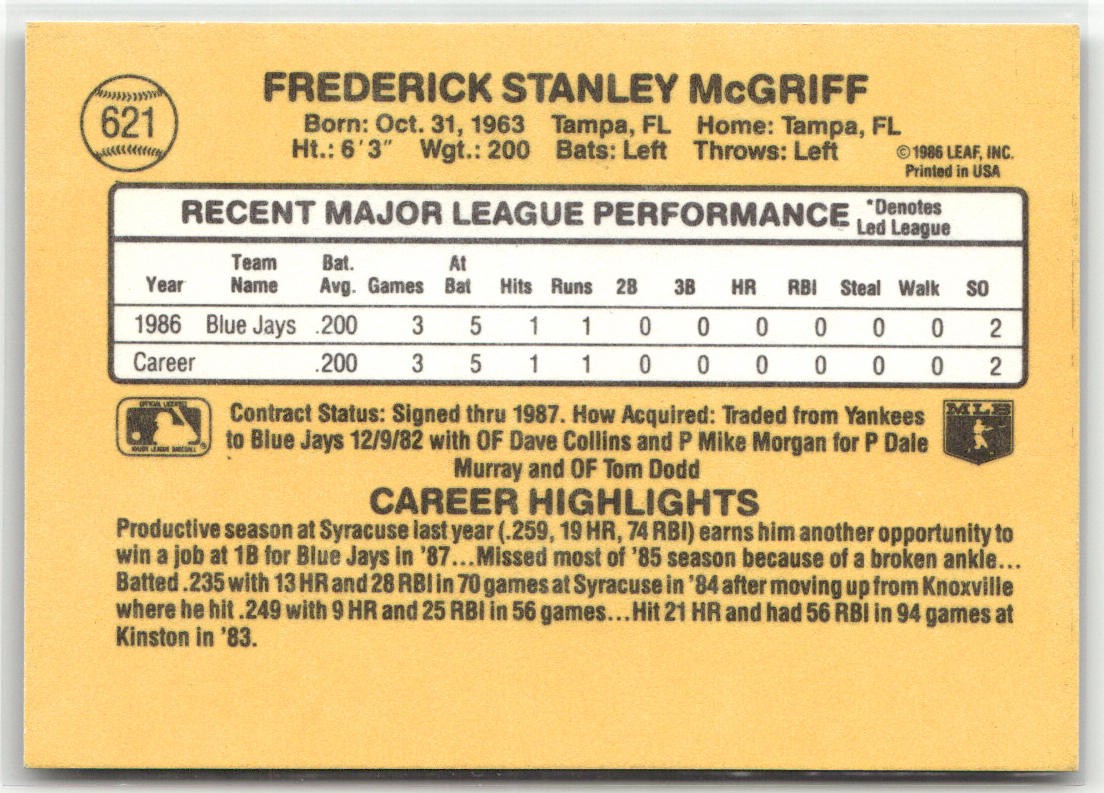 621
FREDERICK STANLEY McGRIFF
Born: Oct. 31, 1963 Tampa, FL Home: Tampa, FL
Ht.: 6'3" Wgt.: 200 Bats: Left Throws: Left
©1986 LEAF, INC.
Printed in USA
RECENT MAJOR LEAGUE PERFORMANCE
*Denotes
Led League
Year Team Name Bat. Avg. Games At Bat Hits Runs 2B 3B HR RBI Steal Walk SO
1986 Blue Jays .200 3 5 1 1 0 0 0 0 0 0 2
Career .200 3 5 1 1 0 0 0 0 0 0 2
OFFICIAL LICENSEE
MAJOR LEAGUE BASEBALL
®
Contract Status: Signed thru 1987. How Acquired: Traded from Yankees
to Blue Jays 12/9/82 with OF Dave Collins and P Mike Morgan for P Dale
Murray and OF Tom Dodd
MLB
CAREER HIGHLIGHTS
Productive season at Syracuse last year (.259, 19 HR, 74 RBI) earns him another opportunity to
win a job at 1B for Blue Jays in '87...Missed most of '85 season because of a broken ankle...
Batted .235 with 13 HR and 28 RBI in 70 games at Syracuse in '84 after moving up from Knoxville
where he hit .249 with 9 HR and 25 RBI in 56 games...Hit 21 HR and had 56 RBI in 94 games at
Kinston in '83.